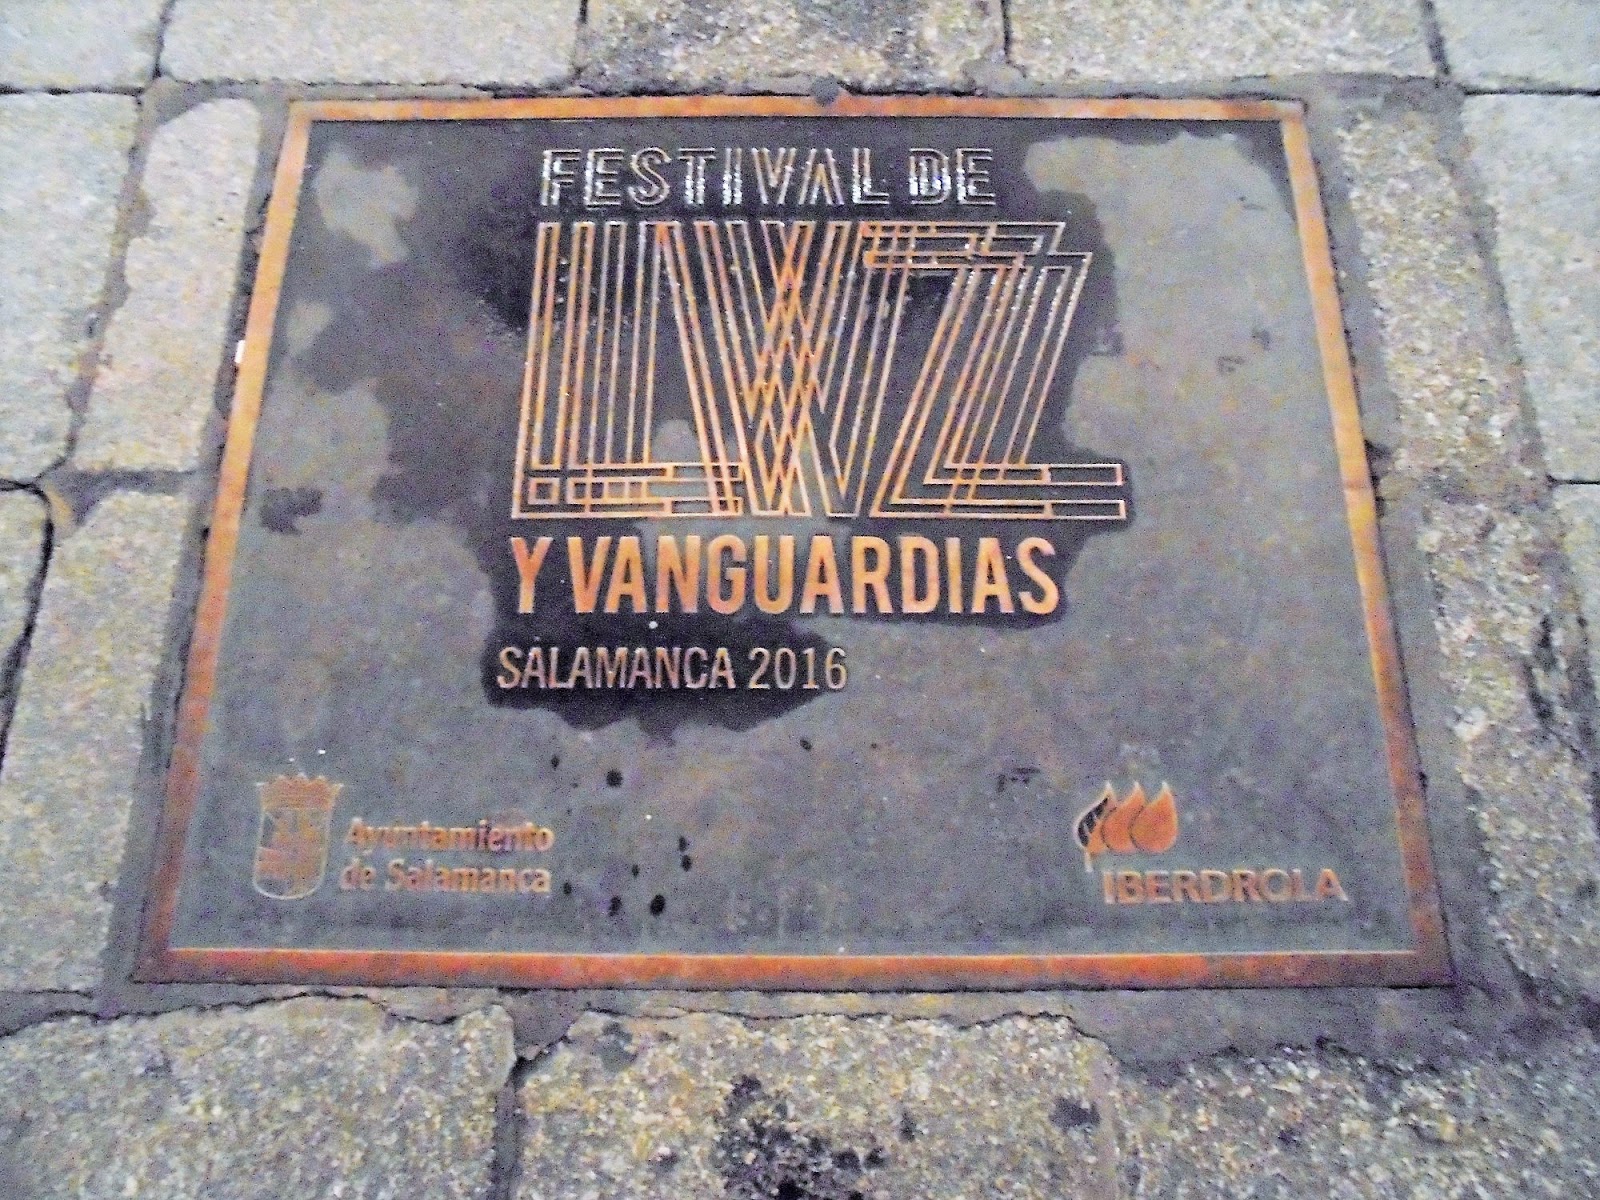 FESTIVAL DE
LUZ
Y VANGUARDIAS
SALAMANCA 2016
Ayuntamiento
de Salamanca
IBERDROLA